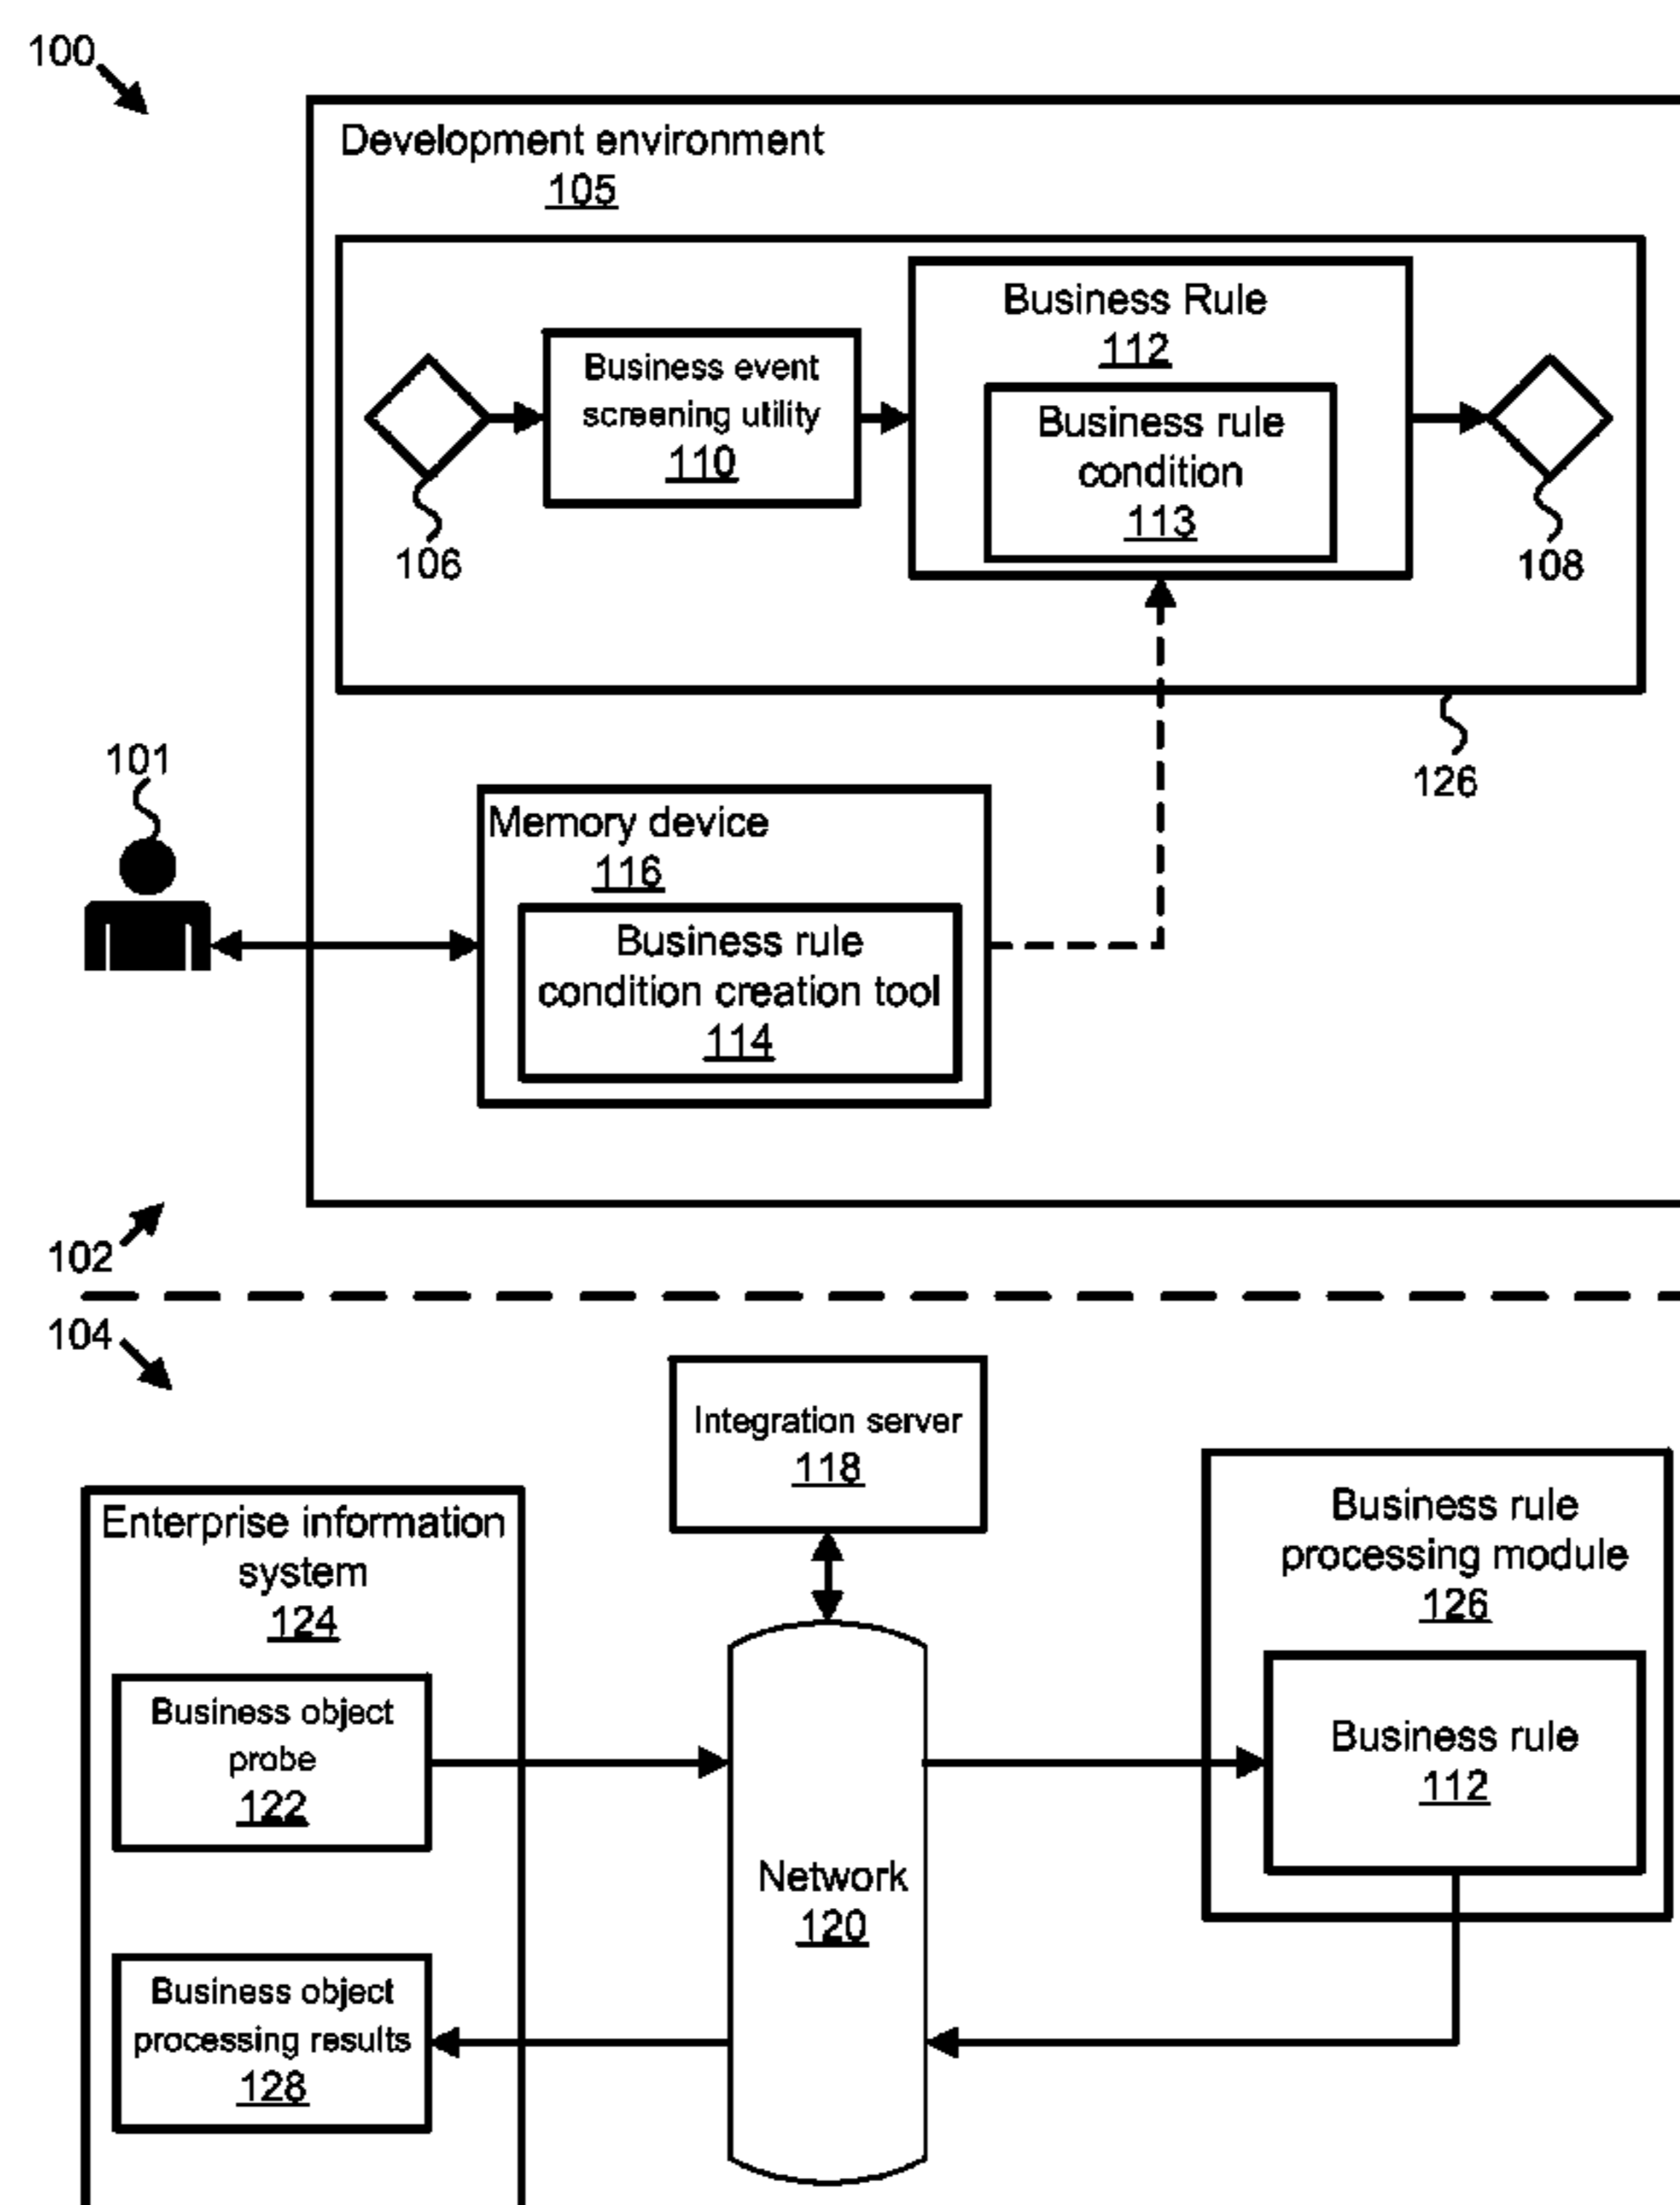 100
Development environment
105
Business Rule
112
Business event
screening utility
110
Business rule
condition
113
106
108
126
101
Memory device
116
Business rule
condition creation tool
114
102
104
Integration server
118
Enterprise information
system
124
Business rule
processing module
126
Business object
probe
122
Business rule
112
Network
120
Business object
processing results
128